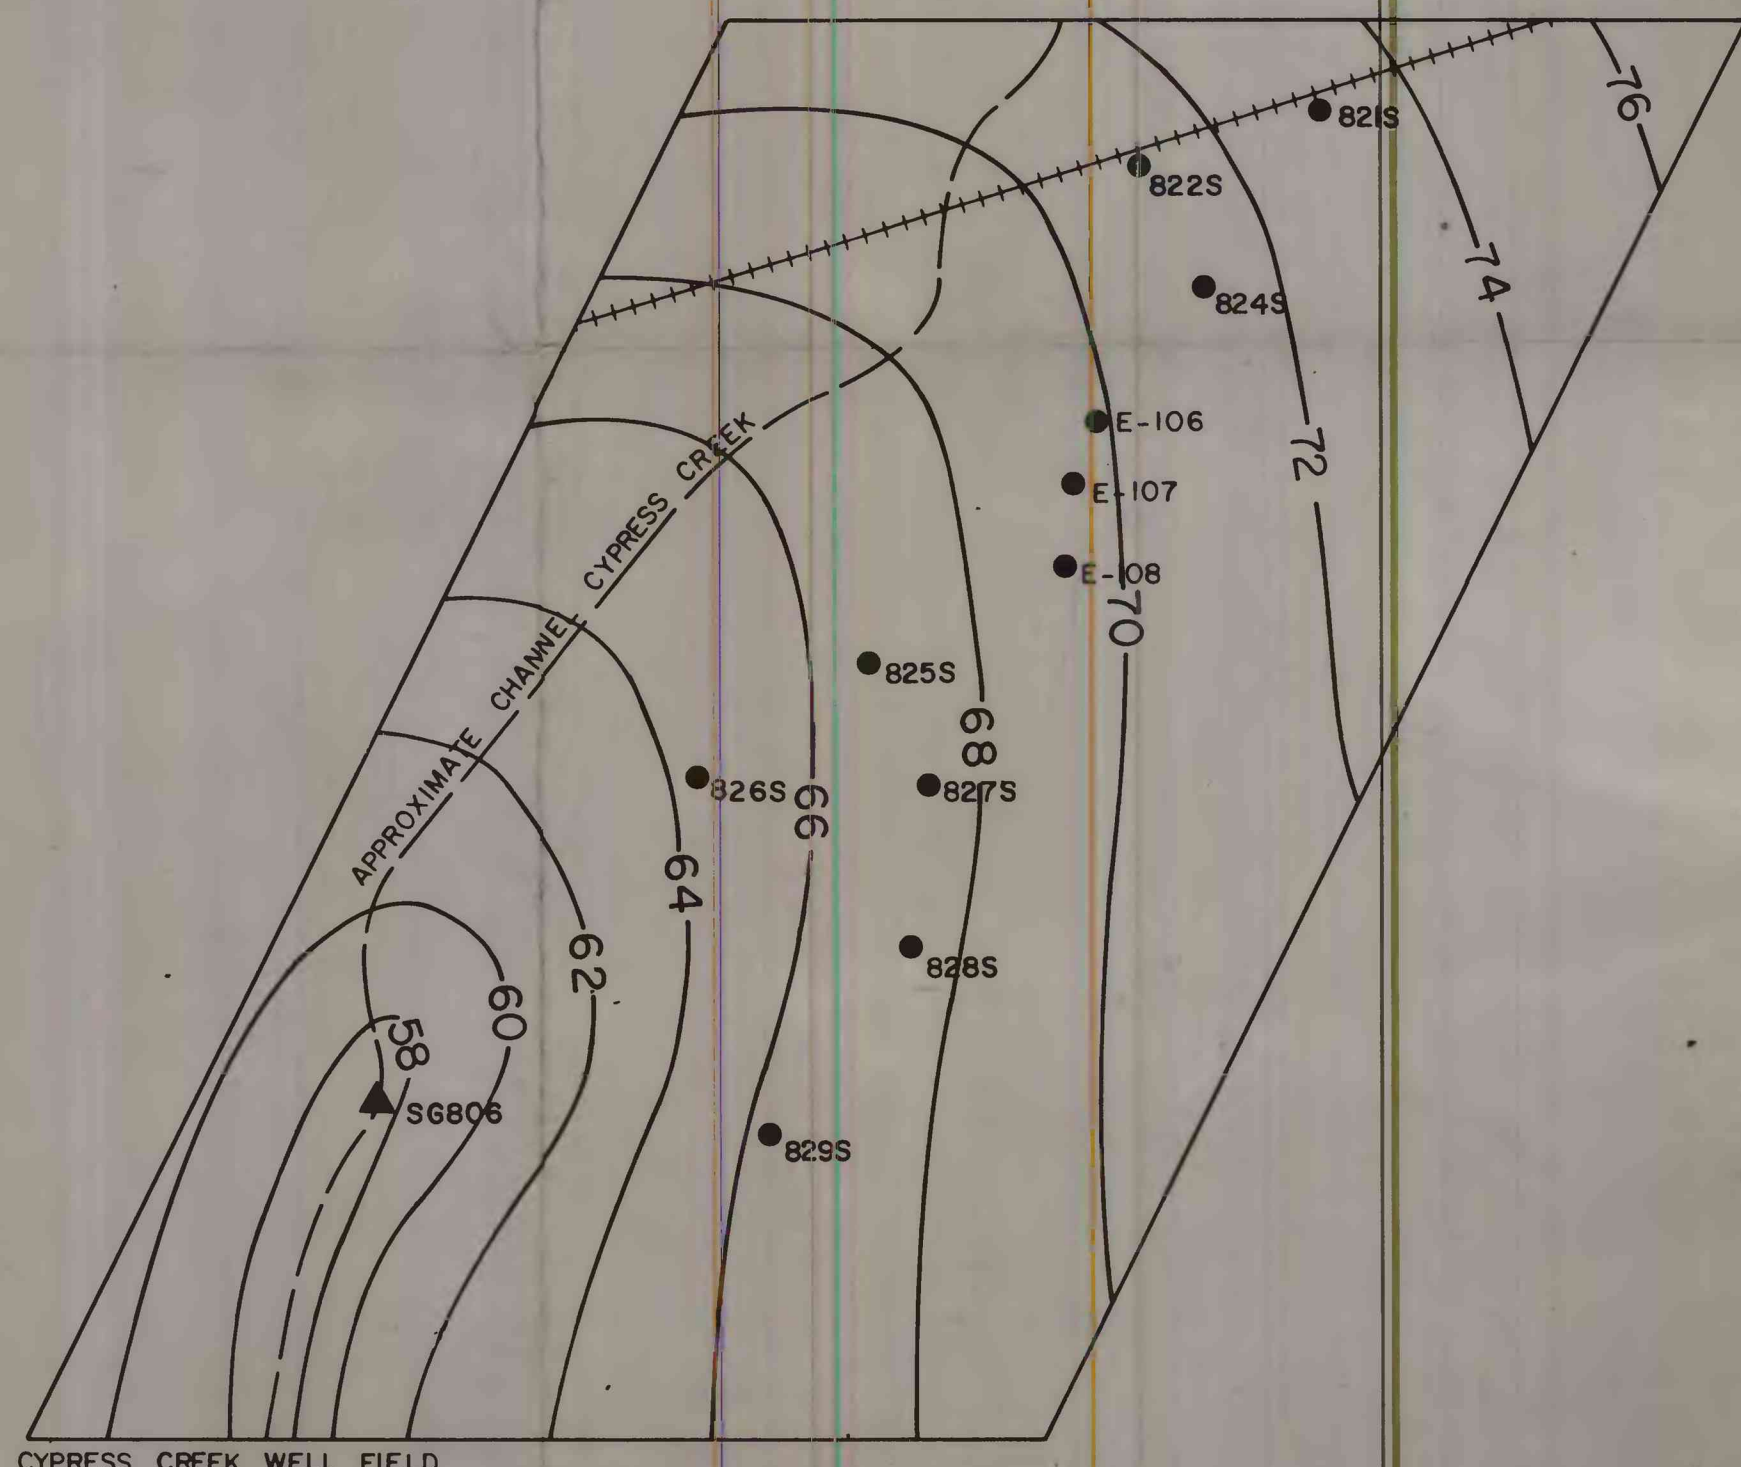 76
821S
822S
74
824S
E-106
72
E-107
E-108
70
APPROXIMATE CHANNEL CYPRESS CREEK
825S
68
826S
66
827S
64
62
828S
60
58
SG806
829S
CYPRESS CREEK WELL FIELD